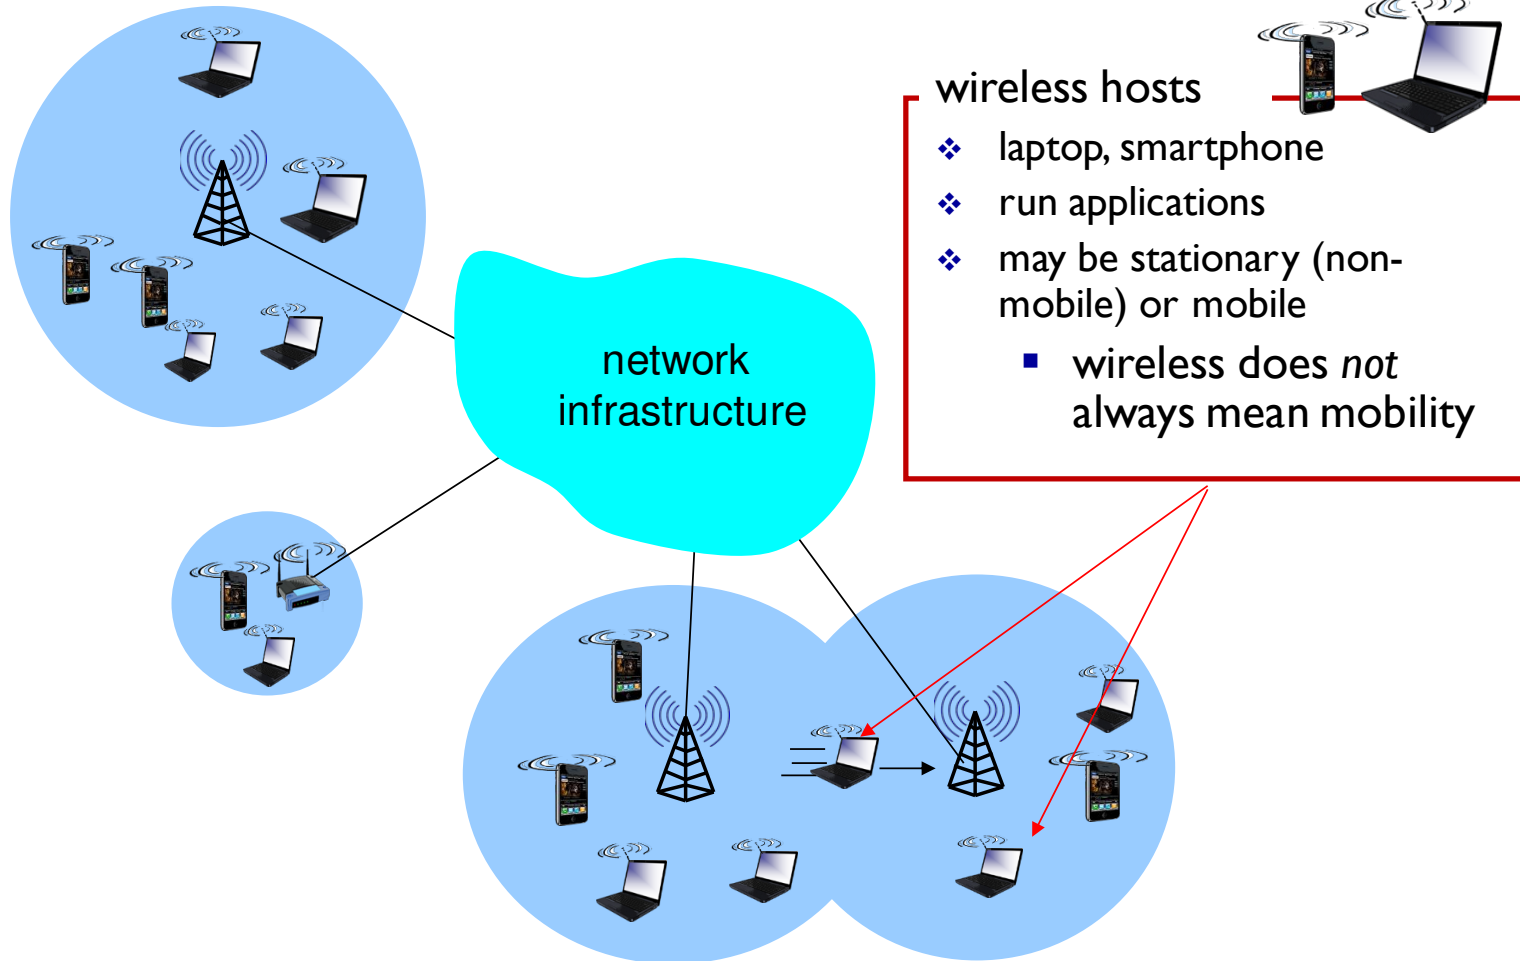 wireless hosts
❖ laptop, smartphone
❖ run applications
❖ may be stationary (non-
mobile) or mobile
▪ wireless does not
always mean mobility
network
infrastructure